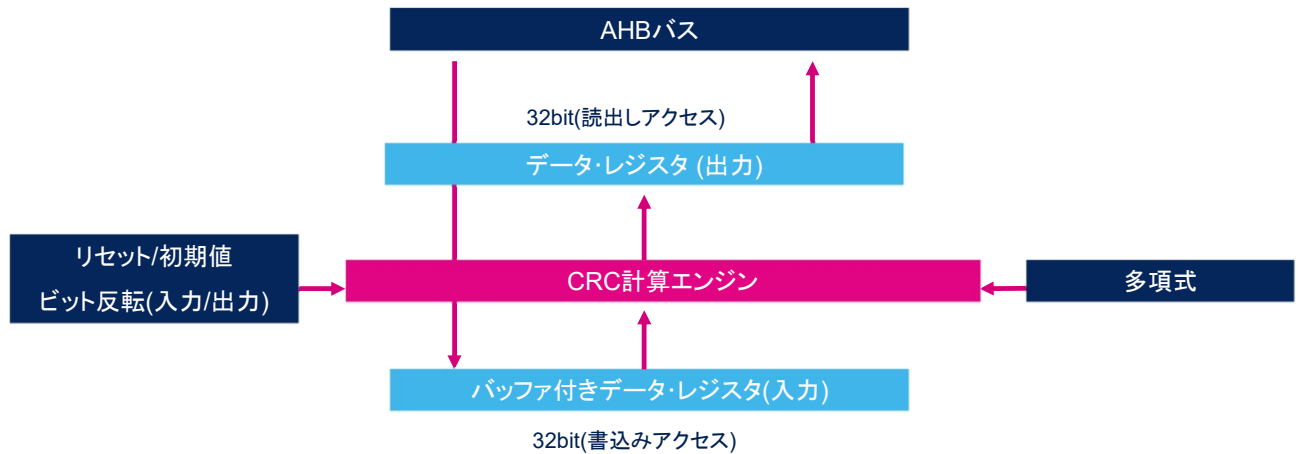 AHBバス
32bit(読出しアクセス)
データ・レジスタ (出力)
リセット/初期値
ビット反転(入力/出力)
CRC計算エンジン
多項式
バッファ付きデータ・レジスタ(入力)
32bit(書込みアクセス)